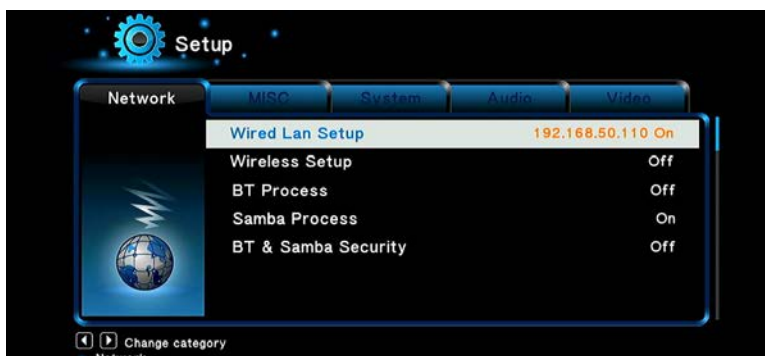 Setup
Network MISC System Audio Video
Wired Lan Setup 192.168.50.110 On
Wireless Setup Off
BT Process Off
Samba Process On
BT & Samba Security Off
Change category
Network